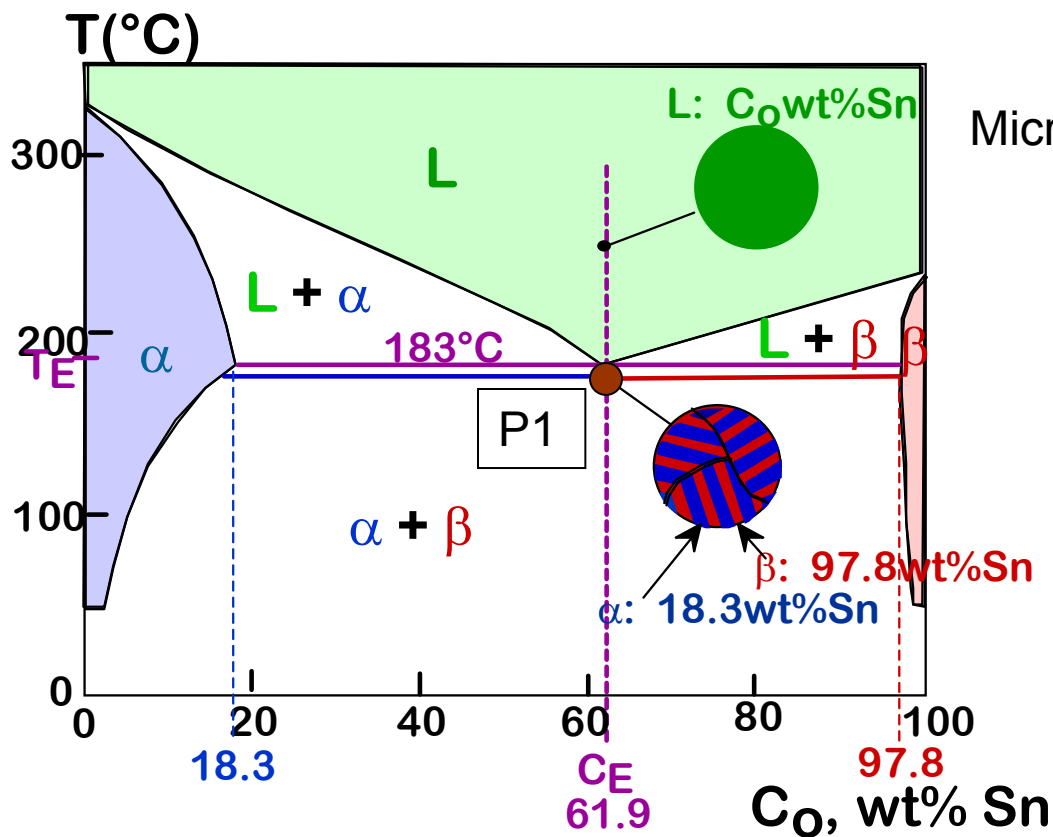 T(°C)
L: Cowt%Sn
Micr
300
L
L + α
200
TE
α
183°C
L + β
β
P1
100
α + β
β: 97.8wt%Sn
α: 18.3wt%Sn
0
0
20
40
60
80
100
18.3
CE
61.9
97.8
Co, wt% Sn